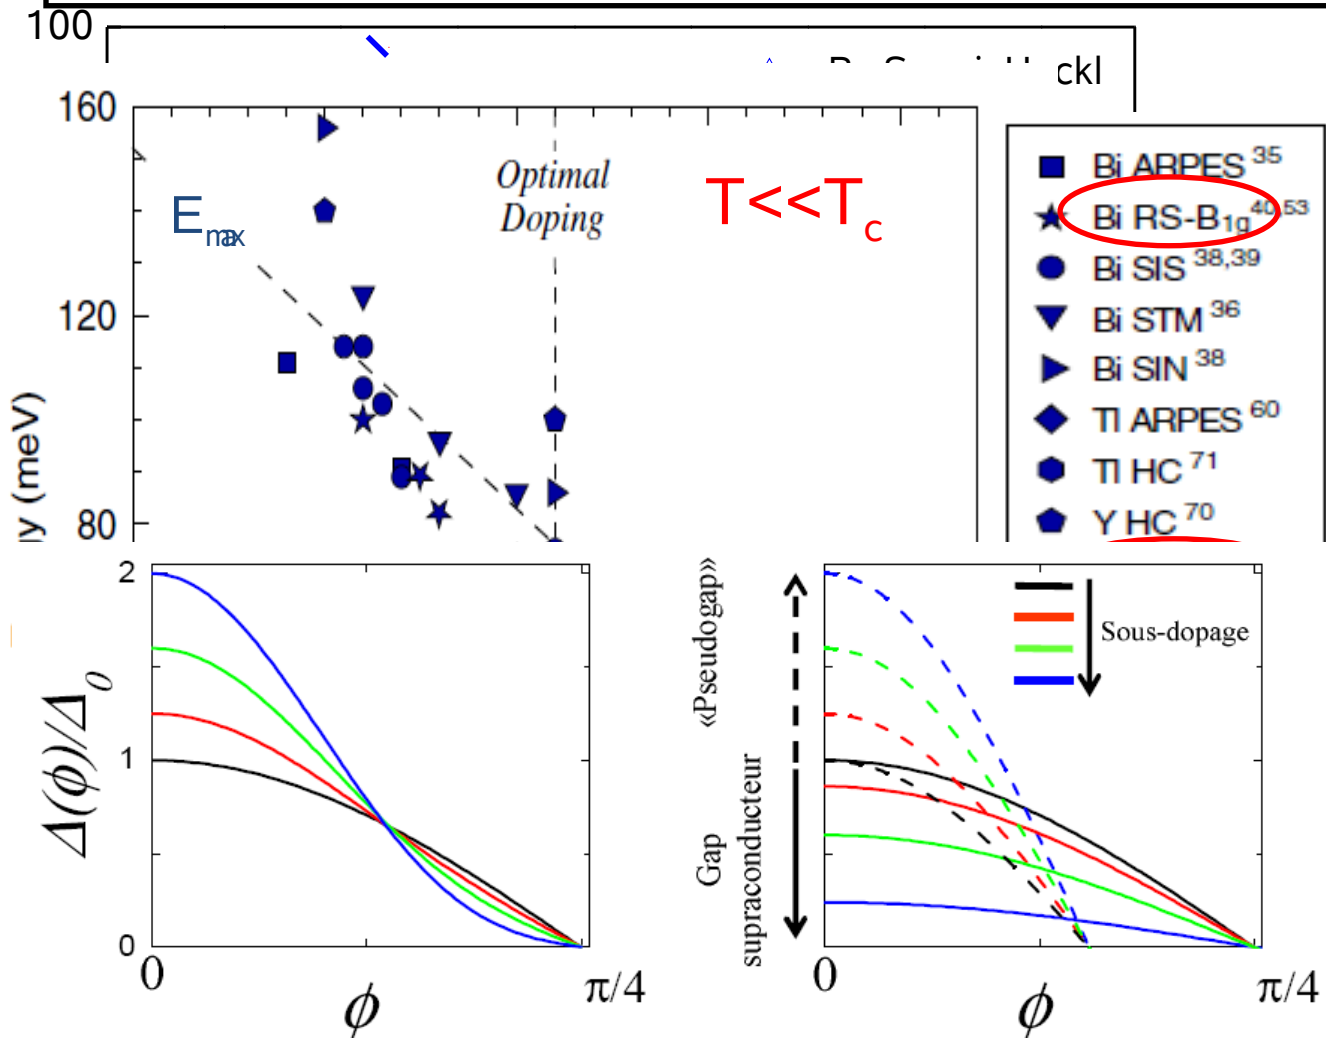 100
ckl
160
Optimal
Doping
T<<Tc
Emax
120
80
gy (meV)
Bi ARPES 35
Bi RS-B1g 40,53
Bi SIS 38,39
Bi STM 36
Bi SIN 38
Tl ARPES 60
Tl HC 71
Y HC 70
2
1
0
Δ(ϕ)/Δ0
0
π/4
ϕ
«Pseudogap»
Gap
supraconducteur
Sous-dopage
0
π/4
ϕ